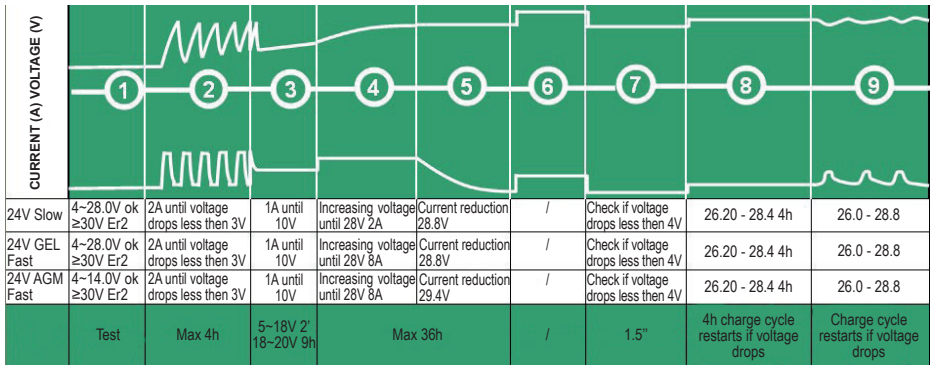 CURRENT (A) VOLTAGE (V)
1 2 3 4 5 6 7 8 9
24V Slow
4~28.0V ok
≥30V Er2
2A until voltage
drops less then 3V
1A until
10V
Increasing voltage
until 28V 2A
Current reduction
28.8V
/
Check if voltage
drops less then 4V
26.20 - 28.4 4h
26.0 - 28.8
24V GEL
Fast
4~28.0V ok
≥30V Er2
2A until voltage
drops less then 3V
1A until
10V
Increasing voltage
until 28V 8A
Current reduction
28.8V
/
Check if voltage
drops less then 4V
26.20 - 28.4 4h
26.0 - 28.8
24V AGM
Fast
4~14.0V ok
≥30V Er2
2A until voltage
drops less then 3V
1A until
10V
Increasing voltage
until 28V 8A
Current reduction
29.4V
/
Check if voltage
drops less then 4V
26.20 - 28.4 4h
26.0 - 28.8
Test
Max 4h
5~18V 2'
18~20V 9h
Max 36h
/
1.5"
4h charge cycle
restarts if voltage
drops
Charge cycle
restarts if voltage
drops